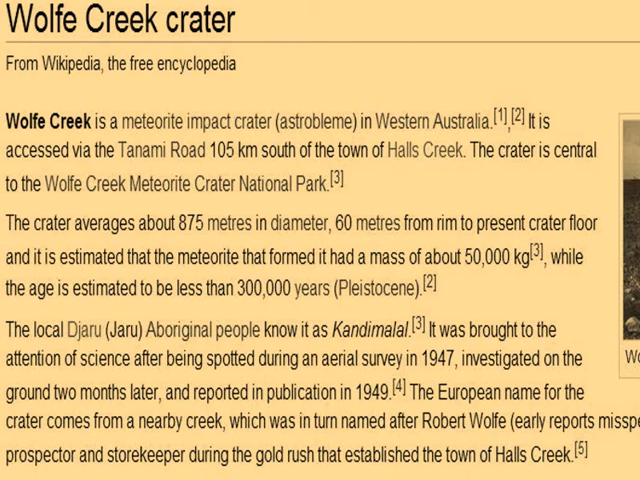 Wolfe Creek crater
From Wikipedia, the free encyclopedia
Wolfe Creek is a meteorite impact crater (astrobleme) in Western Australia.[1],[2] It is
accessed via the Tanami Road 105 km south of the town of Halls Creek. The crater is central
to the Wolfe Creek Meteorite Crater National Park.[3]
The crater averages about 875 metres in diameter, 60 metres from rim to present crater floor
and it is estimated that the meteorite that formed it had a mass of about 50,000 kg[3], while
the age is estimated to be less than 300,000 years (Pleistocene).[2]
The local Djaru (Jaru) Aboriginal people know it as Kandimalal.[3] It was brought to the
attention of science after being spotted during an aerial survey in 1947, investigated on the
ground two months later, and reported in publication in 1949.[4] The European name for the
crater comes from a nearby creek, which was in turn named after Robert Wolfe (early reports
prospector and storekeeper during the gold rush that established the town of Halls Creek.[5]